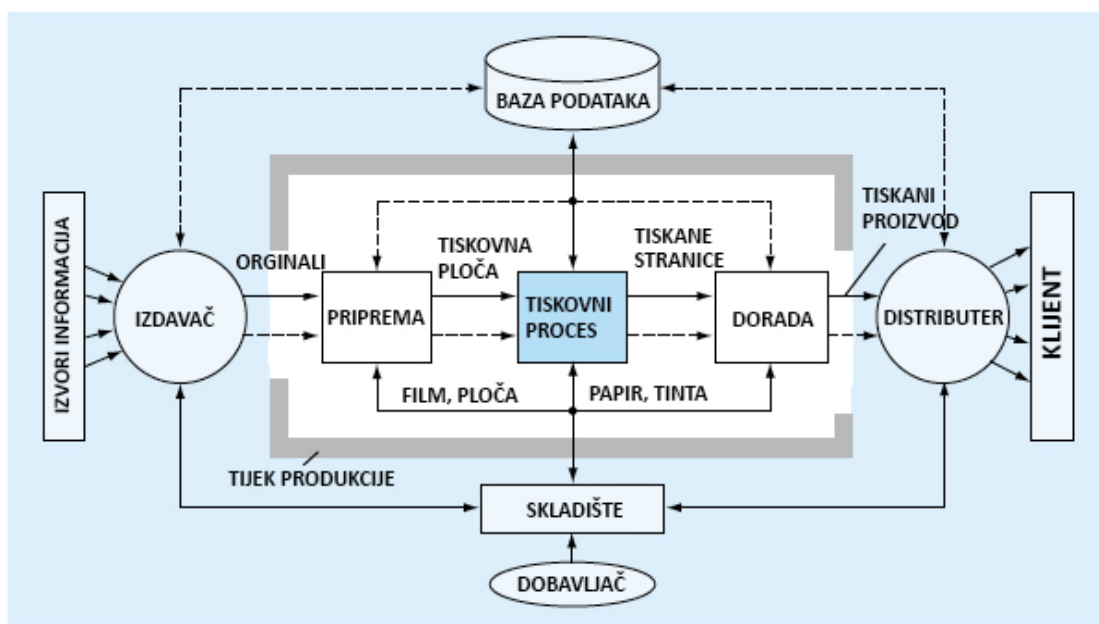 BAZA PODATAKA
TISKANI
PROIZVOD
IZVORI INFORMACIJA
IZDAVAČ
ORGINALI
PRIPREMA
TISKOVNA
PLOČA
TISKOVNI
PROCES
TISKANE
STRANICE
DORADA
DISTRIBUTER
KLIJENT
FILM, PLOČA
PAPIR, TINTA
TIJEK PRODUKCIJE
SKLADIŠTE
DOBAVLJAČ